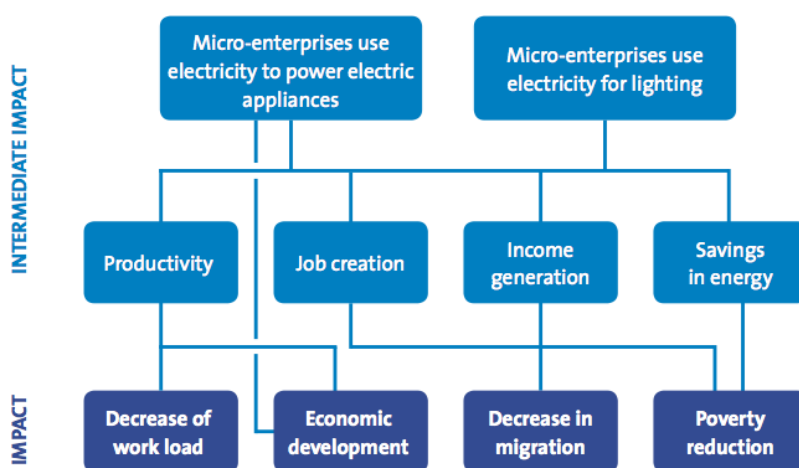 INTERMEDIATE IMPACT
Micro-enterprises use
electricity to power electric
appliances
Micro-enterprises use
electricity for lighting
Productivity
Job creation
Income
generation
Savings
in energy
IMPACT
Decrease of
work load
Economic
development
Decrease in
migration
Poverty
reduction